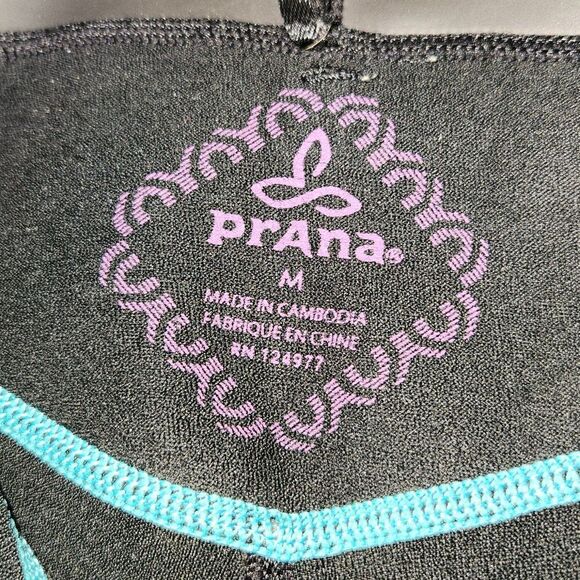 prAna®
M
MADE IN CAMBODIA
FABRIQUE EN CHINE
RN 124977